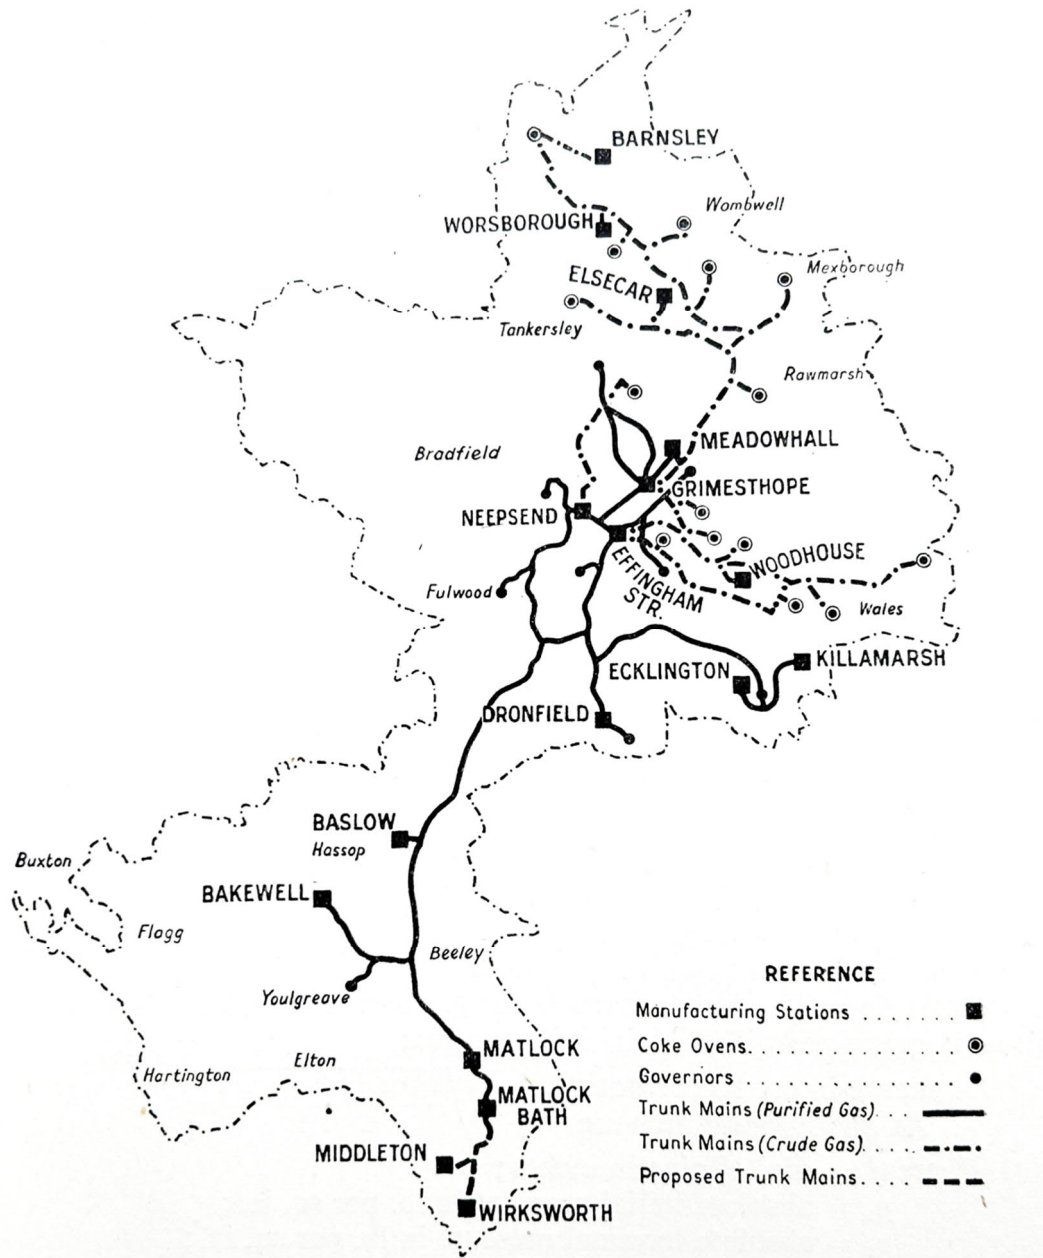 BARNSLEY
Wombwell
WORSBOROUGH
Mexborough
ELSECAR
Tankersley
Rawmarsh
MEADOWHALL
Bradfield
GRIMESTHOPE
NEEPSEND
WOODHOUSE
EFFINGHAM
STR.
Fulwood
Wales
KILLAMARSH
ECKLINGTON
DRONFIELD
BASLOW
Hassop
Buxton
BAKEWELL
Flagg
Beeley
Youlgreave
REFERENCE
Manufacturing Stations . . . . . . .
Coke Ovens. . . . . . . . . . . . . .
Governors . . . . . . . . . . . . . .
Trunk Mains (Purified Gas). . .
Trunk Mains (Crude Gas). . . . .
Proposed Trunk Mains. . . . .
MATLOCK
Elton
Hartington
MATLOCK
BATH
MIDDLETON
WIRKSWORTH